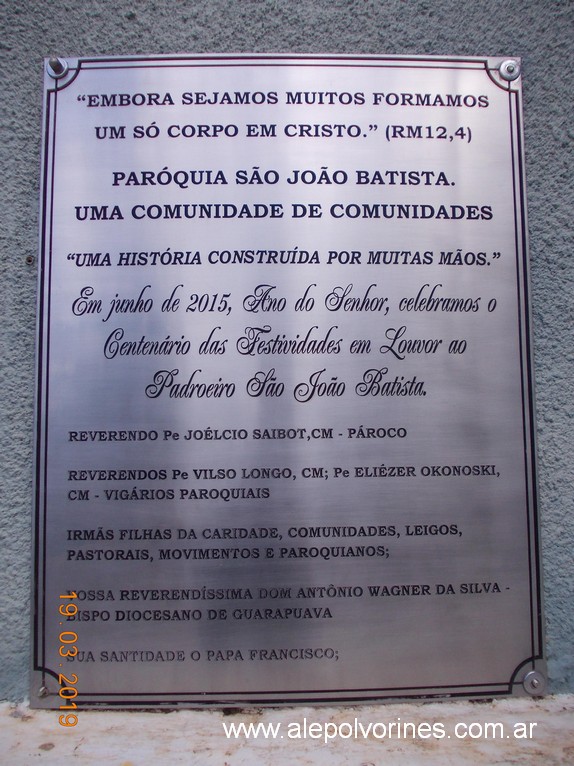 “EMBORA SEJAMOS MUITOS FORMAMOS
UM SÓ CORPO EM CRISTO.” (RM12,4)
PARÓQUIA SÃO JOÃO BATISTA.
UMA COMUNIDADE DE COMUNIDADES
“UMA HISTÓRIA CONSTRUÍDA POR MUITAS MÃOS.”
Em junho de 2015, Ano do Senhor, celebramos o
Centenário das Festividades em Louvor ao
Padroeiro São João Batista.
REVERENDO Pe JOÉLCIO SAIBOT,CM - PÁROCO
REVERENDOS Pe VILSO LONGO, CM; Pe ELIÉZER OKONOSKI,
CM - VIGÁRIOS PAROQUIAIS
IRMÃS FILHAS DA CARIDADE, COMUNIDADES, LEIGOS,
PASTORAIS, MOVIMENTOS E PAROQUIANOS;
NOSSA REVERENDÍSSIMA DOM ANTÔNIO WAGNER DA SILVA -
BISPO DIOCESANO DE GUARAPUAVA
SUA SANTIDADE O PAPA FRANCISCO;
19.03.2019
www.alepolvorines.com.ar